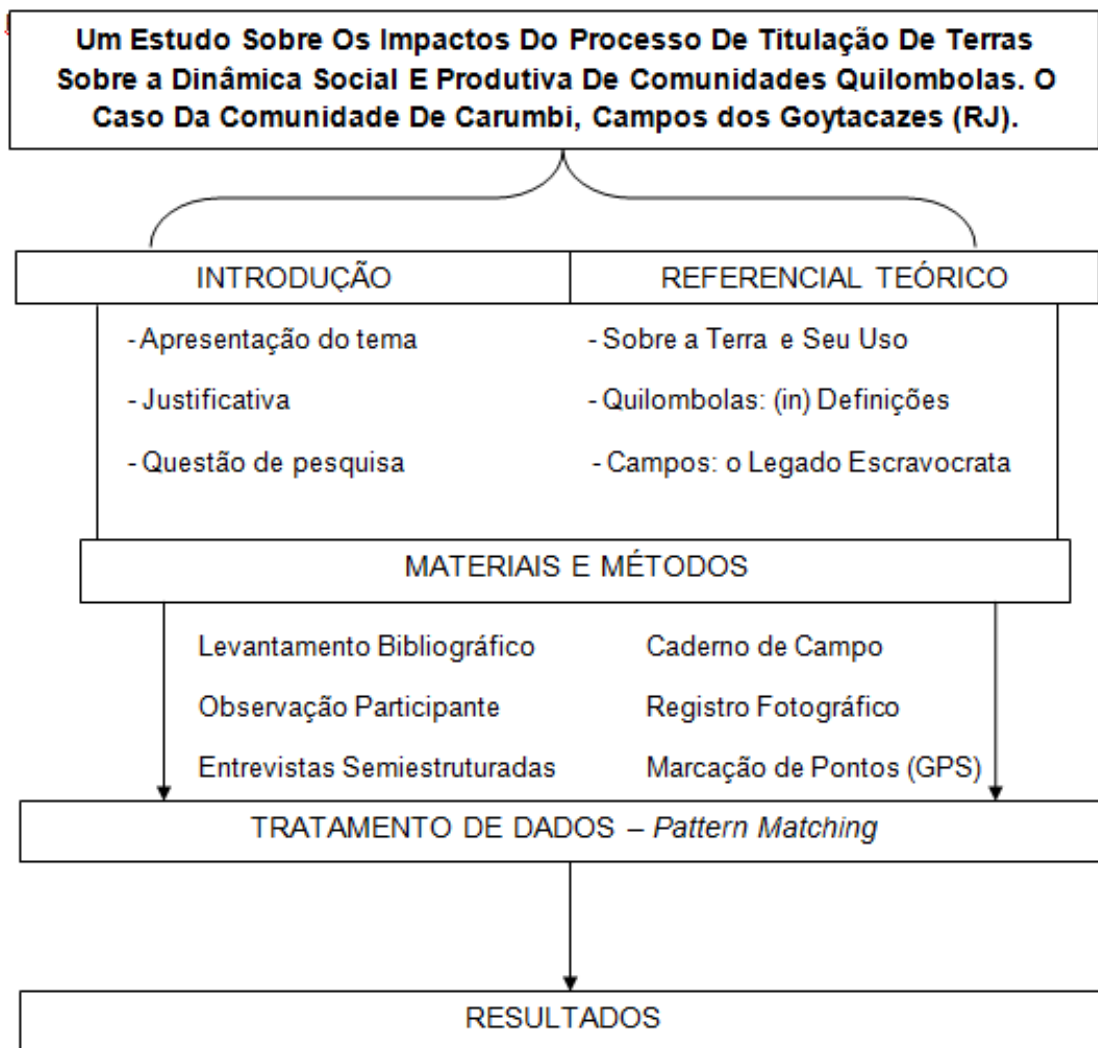 Um Estudo Sobre Os Impactos Do Processo De Titulação De Terras
Sobre a Dinâmica Social E Produtiva De Comunidades Quilombolas. O
Caso Da Comunidade De Carumbi, Campos dos Goytacazes (RJ).
INTRODUÇÃO
REFERENCIAL TEÓRICO
- Apresentação do tema
- Justificativa
- Questão de pesquisa
- Sobre a Terra e Seu Uso
- Quilombolas: (in) Definições
- Campos: o Legado Escravocrata
MATERIAIS E MÉTODOS
Levantamento Bibliográfico
Observação Participante
Entrevistas Semiestruturadas
Caderno de Campo
Registro Fotográfico
Marcação de Pontos (GPS)
TRATAMENTO DE DADOS – Pattern Matching
RESULTADOS